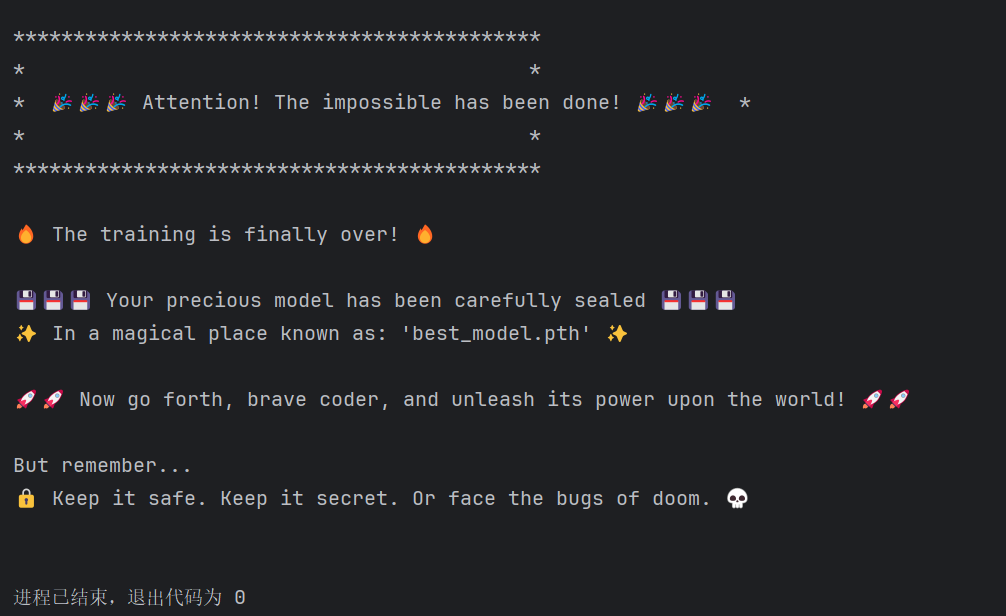 ********************************************
*                                          *
*  🎉🎉🎉 Attention! The impossible has been done! 🎉🎉🎉  *
*                                          *
********************************************
🔥 The training is finally over! 🔥
💾💾💾 Your precious model has been carefully sealed 💾💾💾
✨ In a magical place known as: 'best_model.pth' ✨
🚀🚀 Now go forth, brave coder, and unleash its power upon the world! 🚀🚀
But remember...
🔒 Keep it safe. Keep it secret. Or face the bugs of doom. 💀
进程已结束，退出代码为 0